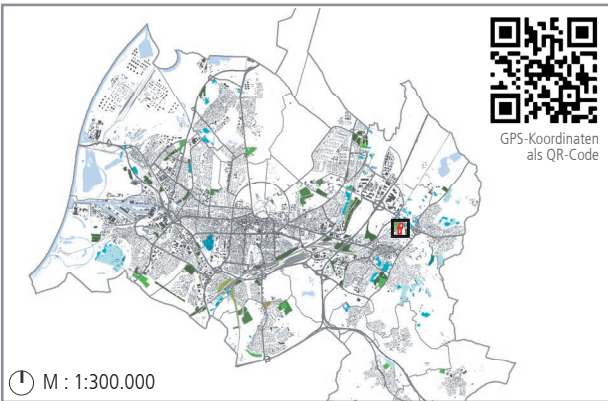 GPS-Koordinaten
als QR-Code
M : 1:300.000